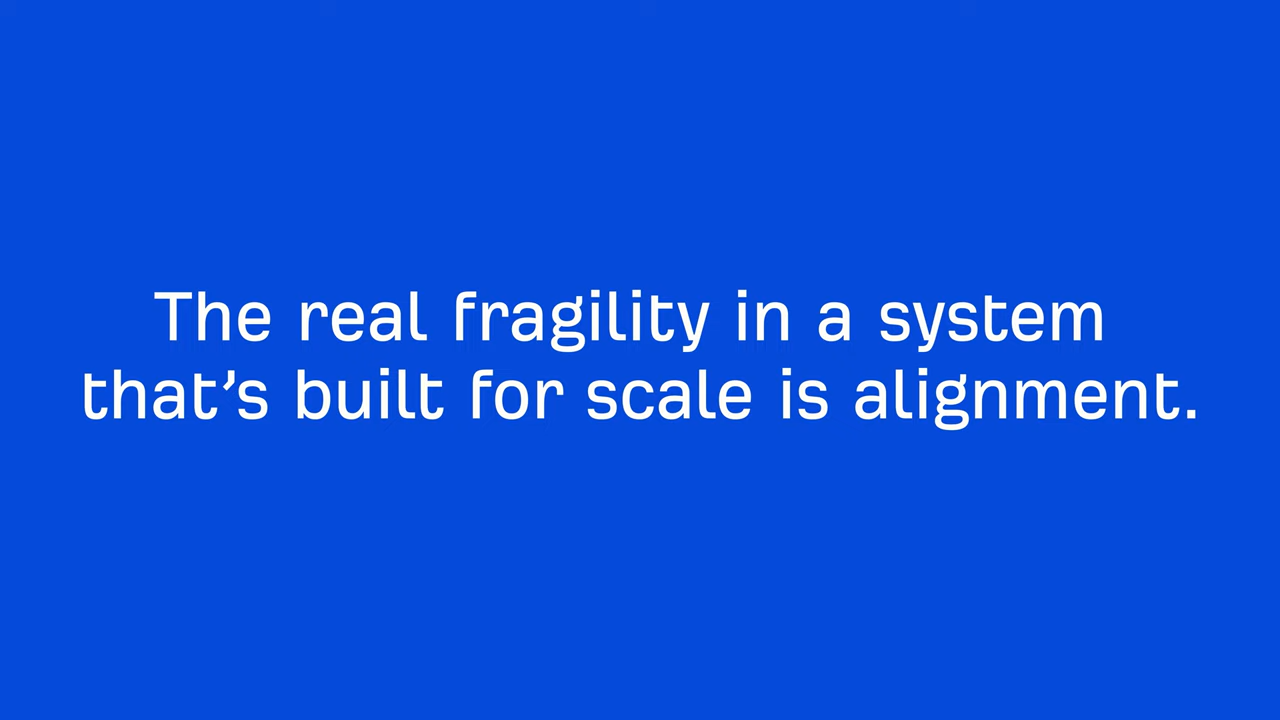 The real fragility in a system
that’s built for scale is alignment.